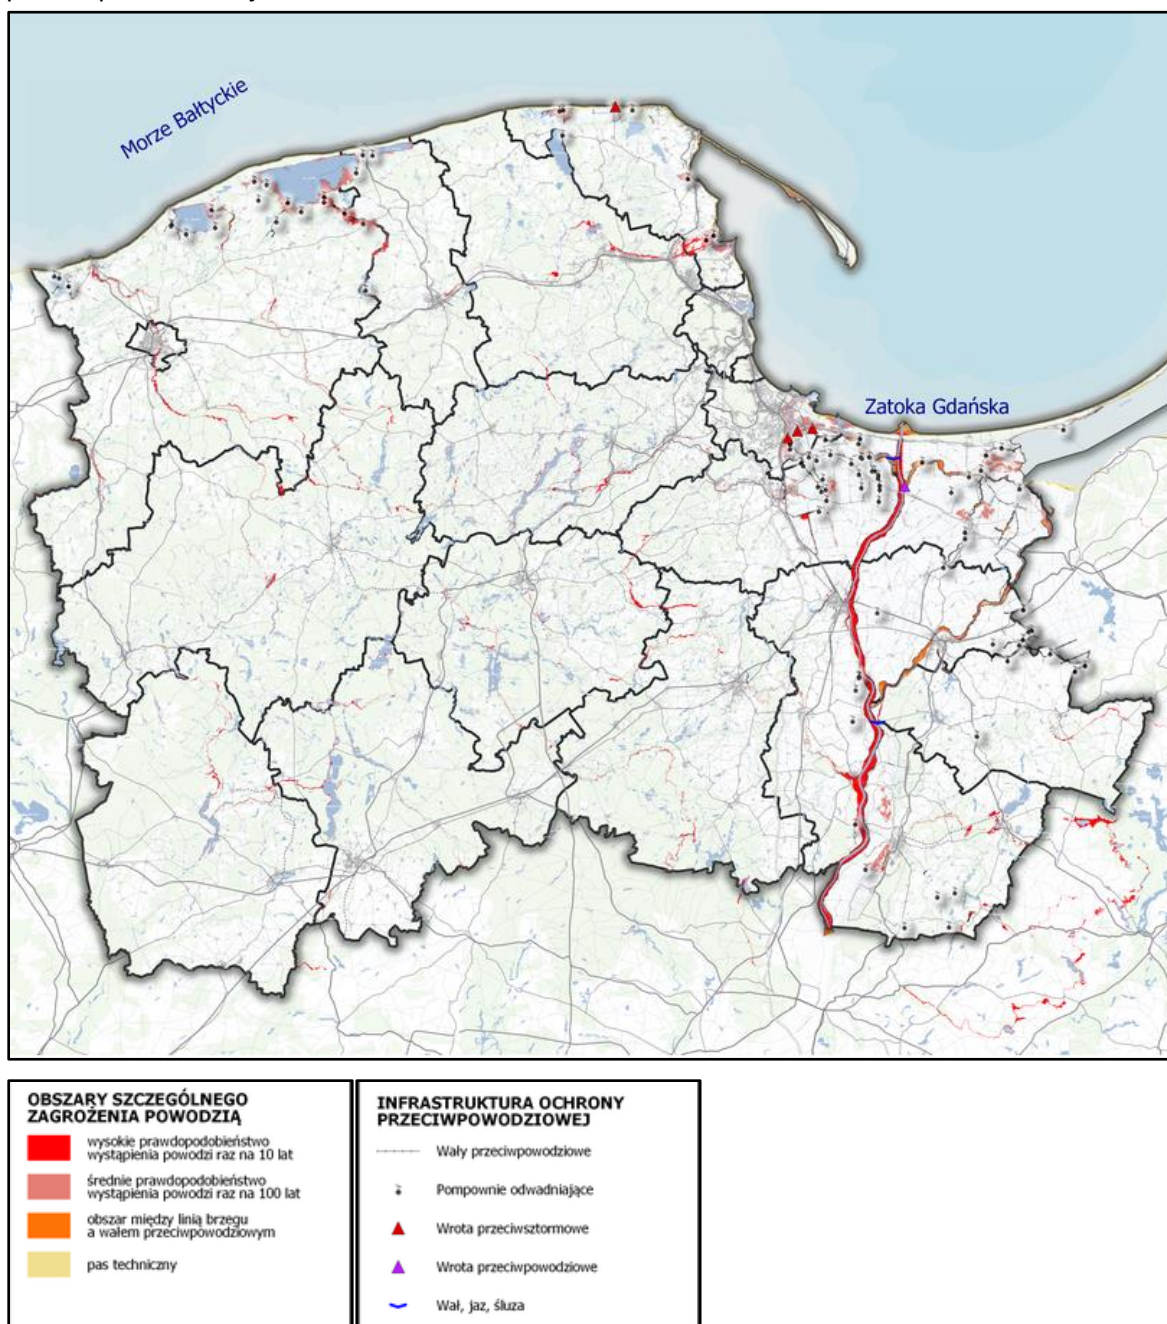 Morze Bałtyckie
Zatoka Gdańska
OBSZARY SZCZEGÓLNEGO
ZAGROŻENIA POWODZIĄ
wysokie prawdopodobieństwo
wystąpienia powodzi raz na 10 lat
średnie prawdopodobieństwo
wystąpienia powodzi raz na 100 lat
obszar między linią brzegu
a wałem przeciwpowodziowym
pas techniczny
INFRASTRUKTURA OCHRONY
PRZECIWPOWODZIOWEJ
Wały przeciwpowodziowe
Pompownie odwadniające
Wrota przeciwsztormowe
Wrota przeciwpowodziowe
Wał, jaz, śluza